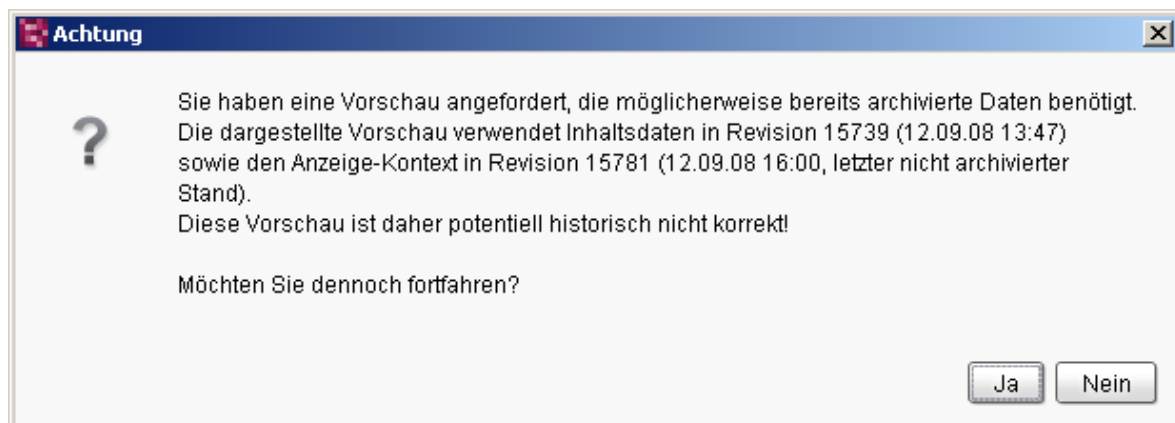 Achtung
Sie haben eine Vorschau angefordert, die möglicherweise bereits archivierte Daten benötigt.
Die dargestellte Vorschau verwendet Inhaltsdaten in Revision 15739 (12.09.08 13:47)
sowie den Anzeige-Kontext in Revision 15781 (12.09.08 16:00, letzter nicht archivierter
Stand).
Diese Vorschau ist daher potentiell historisch nicht korrekt!
Möchten Sie dennoch fortfahren?
Ja Nein